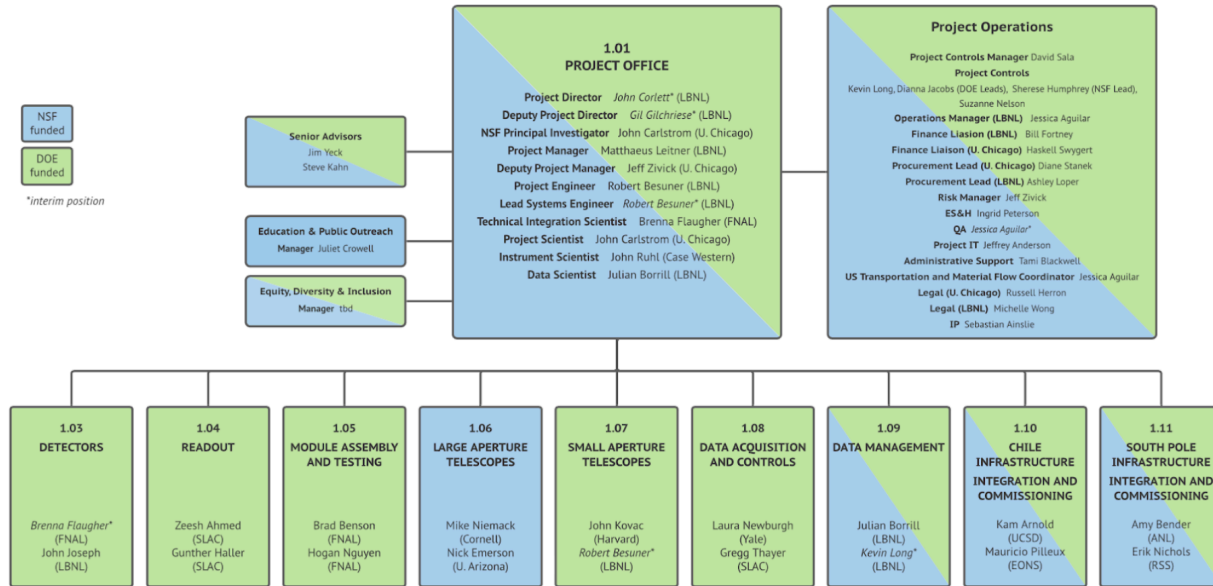 NSF
funded
DOE
funded
*interim position
Senior Advisors
Jim Yeck
Steve Kahn
Education & Public Outreach
Manager Juliet Crowell
Equity, Diversity & Inclusion
Manager tbd
1.01
PROJECT OFFICE
Project Director John Corlett* (LBNL)
Deputy Project Director Gil Gilchriese* (LBNL)
NSF Principal Investigator John Carlstrom (U. Chicago)
Project Manager Matthaeus Leitner (LBNL)
Deputy Project Manager Jeff Zivick (U. Chicago)
Project Engineer Robert Besuner (LBNL)
Lead Systems Engineer Robert Besuner* (LBNL)
Technical Integration Scientist Brenna Flaugher (FNAL)
Project Scientist John Carlstrom (U. Chicago)
Instrument Scientist John Ruhl (Case Western)
Data Scientist Julian Borrill (LBNL)
Project Operations
Project Controls Manager David Sala
Project Controls
Kevin Long, Dianna Jacobs (DOE Leads), Sherese Humphrey (NSF Lead),
Suzanne Nelson
Operations Manager (LBNL) Jessica Aguilar
Finance Liasion (LBNL) Bill Fortney
Finance Liaison (U. Chicago) Haskell Swygert
Procurement Lead (U. Chicago) Diane Stanek
Procurement Lead (LBNL) Ashley Loper
Risk Manager Jeff Zivick
ES&H Ingrid Peterson
QA Jessica Aguilar*
Project IT Jeffrey Anderson
Administrative Support Tami Blackwell
US Transportation and Material Flow Coordinator Jessica Aguilar
Legal (U. Chicago) Russell Herron
Legal (LBNL) Michelle Wong
IP Sebastian Ainslie
1.03
DETECTORS
Brenna Flaugher*
(FNAL)
John Joseph
(LBNL)
1.04
READOUT
Zeesh Ahmed
(SLAC)
Gunther Haller
(SLAC)
1.05
MODULE ASSEMBLY
AND TESTING
Brad Benson
(FNAL)
Hogan Nguyen
(FNAL)
1.06
LARGE APERTURE
TELESCOPES
Mike Niemack
(Cornell)
Nick Emerson
(U. Arizona)
1.07
SMALL APERTURE
TELESCOPES
John Kovac
(Harvard)
Robert Besuner*
(LBNL)
1.08
DATA ACQUISITION
AND CONTROLS
Laura Newburgh
(Yale)
Gregg Thayer
(SLAC)
1.09
DATA MANAGEMENT
Julian Borrill
(LBNL)
Kevin Long*
(LBNL)
1.10
CHILE
INFRASTRUCTURE
INTEGRATION AND
COMMISSIONING
Kam Arnold
(UCSD)
Mauricio Pilleux
(EONS)
1.11
SOUTH POLE
INFRASTRUCTURE
INTEGRATION AND
COMMISSIONING
Amy Bender
(ANL)
Erik Nichols
(RSS)